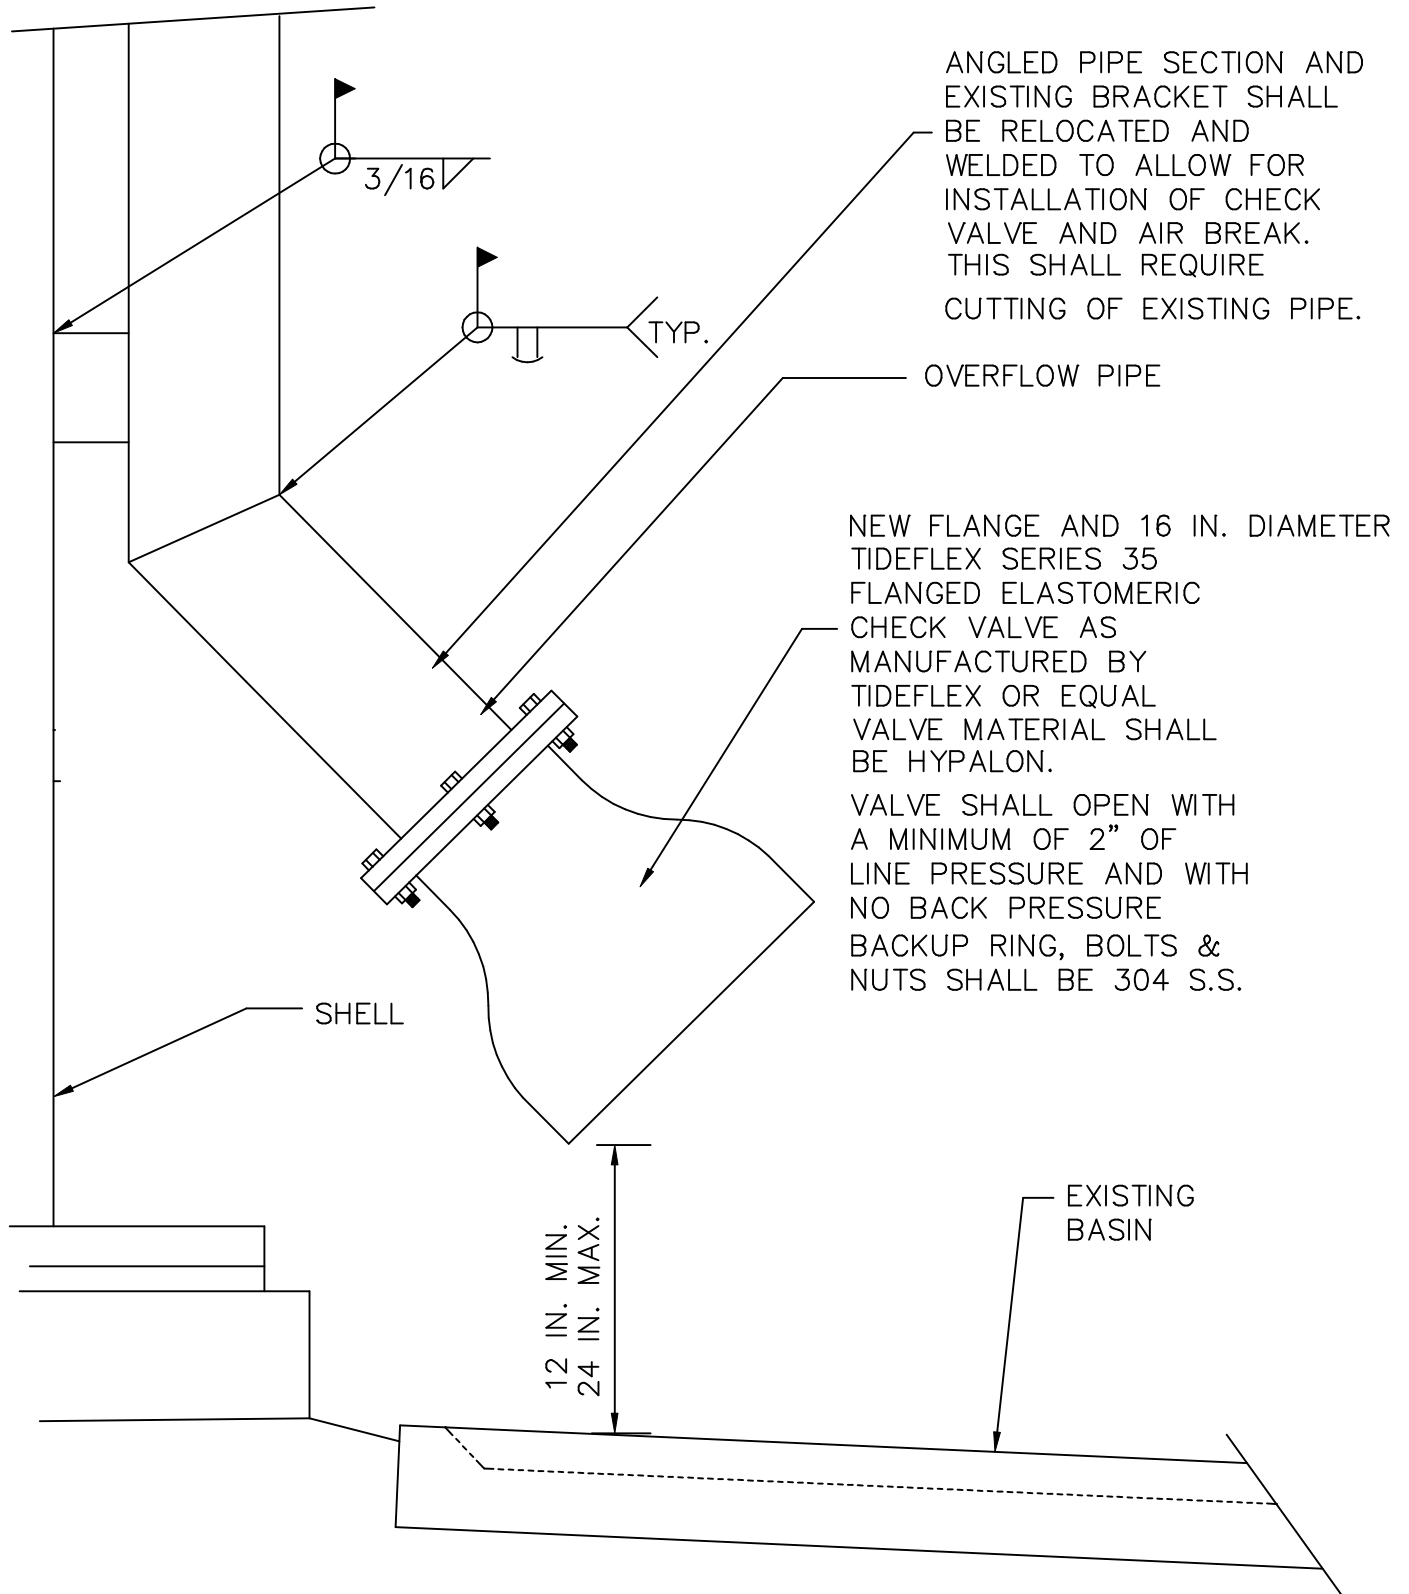 ANGLED PIPE SECTION AND
EXISTING BRACKET SHALL
BE RELOCATED AND
WELDED TO ALLOW FOR
INSTALLATION OF CHECK
VALVE AND AIR BREAK.
THIS SHALL REQUIRE
CUTTING OF EXISTING PIPE.
3/16
TYP.
OVERFLOW PIPE
NEW FLANGE AND 16 IN. DIAMETER
TIDEFLEX SERIES 35
FLANGED ELASTOMERIC
CHECK VALVE AS
MANUFACTURED BY
TIDEFLEX OR EQUAL
VALVE MATERIAL SHALL
BE HYPALON.
VALVE SHALL OPEN WITH
A MINIMUM OF 2" OF
LINE PRESSURE AND WITH
NO BACK PRESSURE
BACKUP RING, BOLTS &
NUTS SHALL BE 304 S.S.
SHELL
12 IN. MIN.
24 IN. MAX.
EXISTING
BASIN